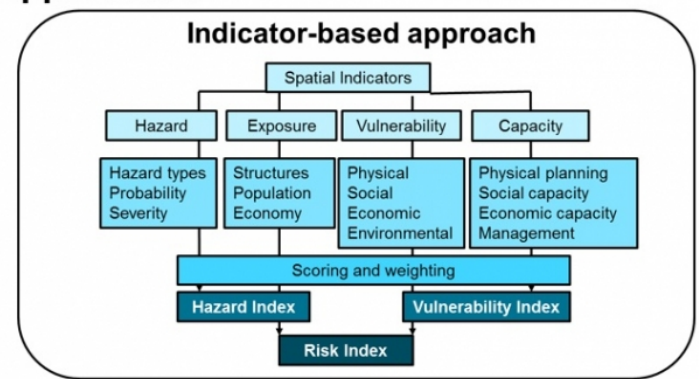 Indicator-based approach
Spatial Indicators
Hazard
Exposure
Vulnerability
Capacity
Hazard types
Probability
Severity
Structures
Population
Economy
Physical
Social
Economic
Environmental
Physical planning
Social capacity
Economic capacity
Management
Scoring and weighting
Hazard Index
Vulnerability Index
Risk Index